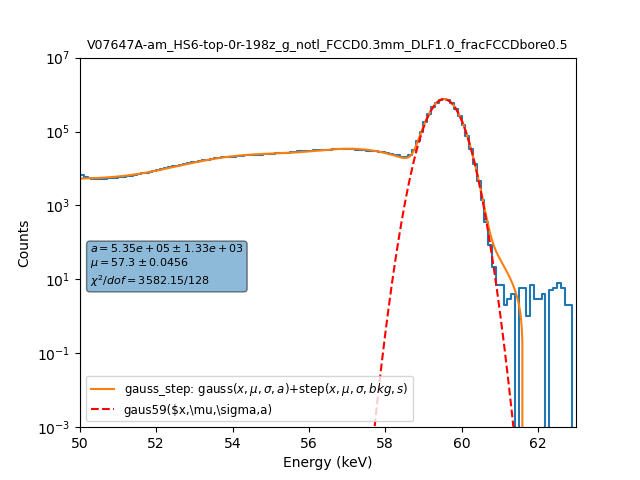 V07647A-am_HS6-top-0r-198z_g_notl_FCCD0.3mm_DLF1.0_fracFCCDbore0.5
10^7
10^5
10^3
10^1
10^−1
10^−3
Counts
a = 5.35e + 05 ± 1.33e + 03
μ = 57.3 ± 0.0456
χ²/dof = 3582.15/128
gauss_step: gauss(x, μ, σ, a)+step(x, μ, σ, bkg, s)
gaus59($x,\mu,\sigma,a)
50 52 54 56 58 60 62
Energy (keV)